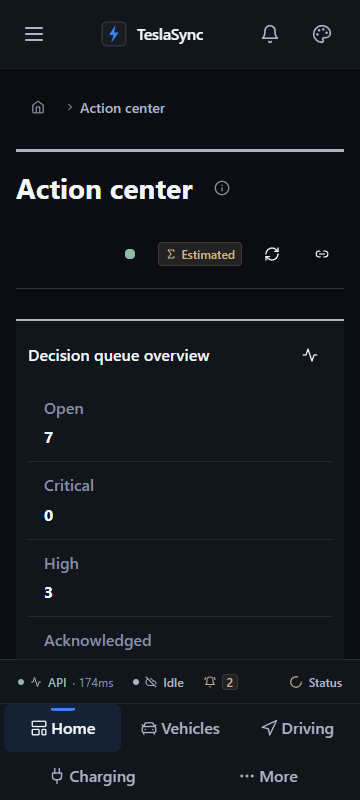 TeslaSync
Action center
Action center
Estimated
Decision queue overview
Open
7
Critical
0
High
3
Acknowledged
API · 174ms
Idle
2
Status
Home
Vehicles
Driving
Charging
More